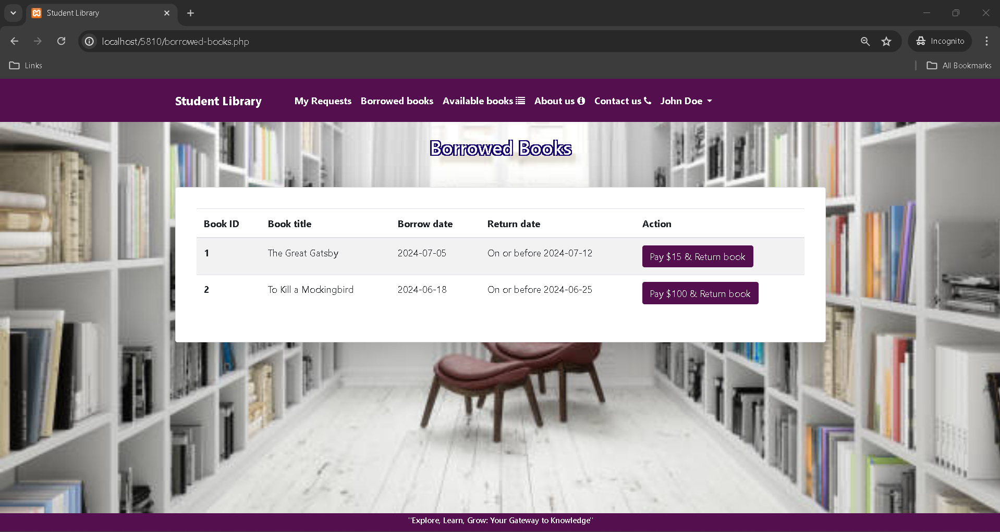 Student Library
localhost/5810/borrowed-books.php
Incognito
Links
All Bookmarks
Student Library My Requests Borrowed books Available books About us Contact us John Doe
Borrowed Books
Book ID Book title Borrow date Return date Action
1 The Great Gatsby 2024-07-05 On or before 2024-07-12 Pay $15 & Return book
2 To Kill a Mockingbird 2024-06-18 On or before 2024-06-25 Pay $100 & Return book
"Explore, Learn, Grow: Your Gateway to Knowledge"